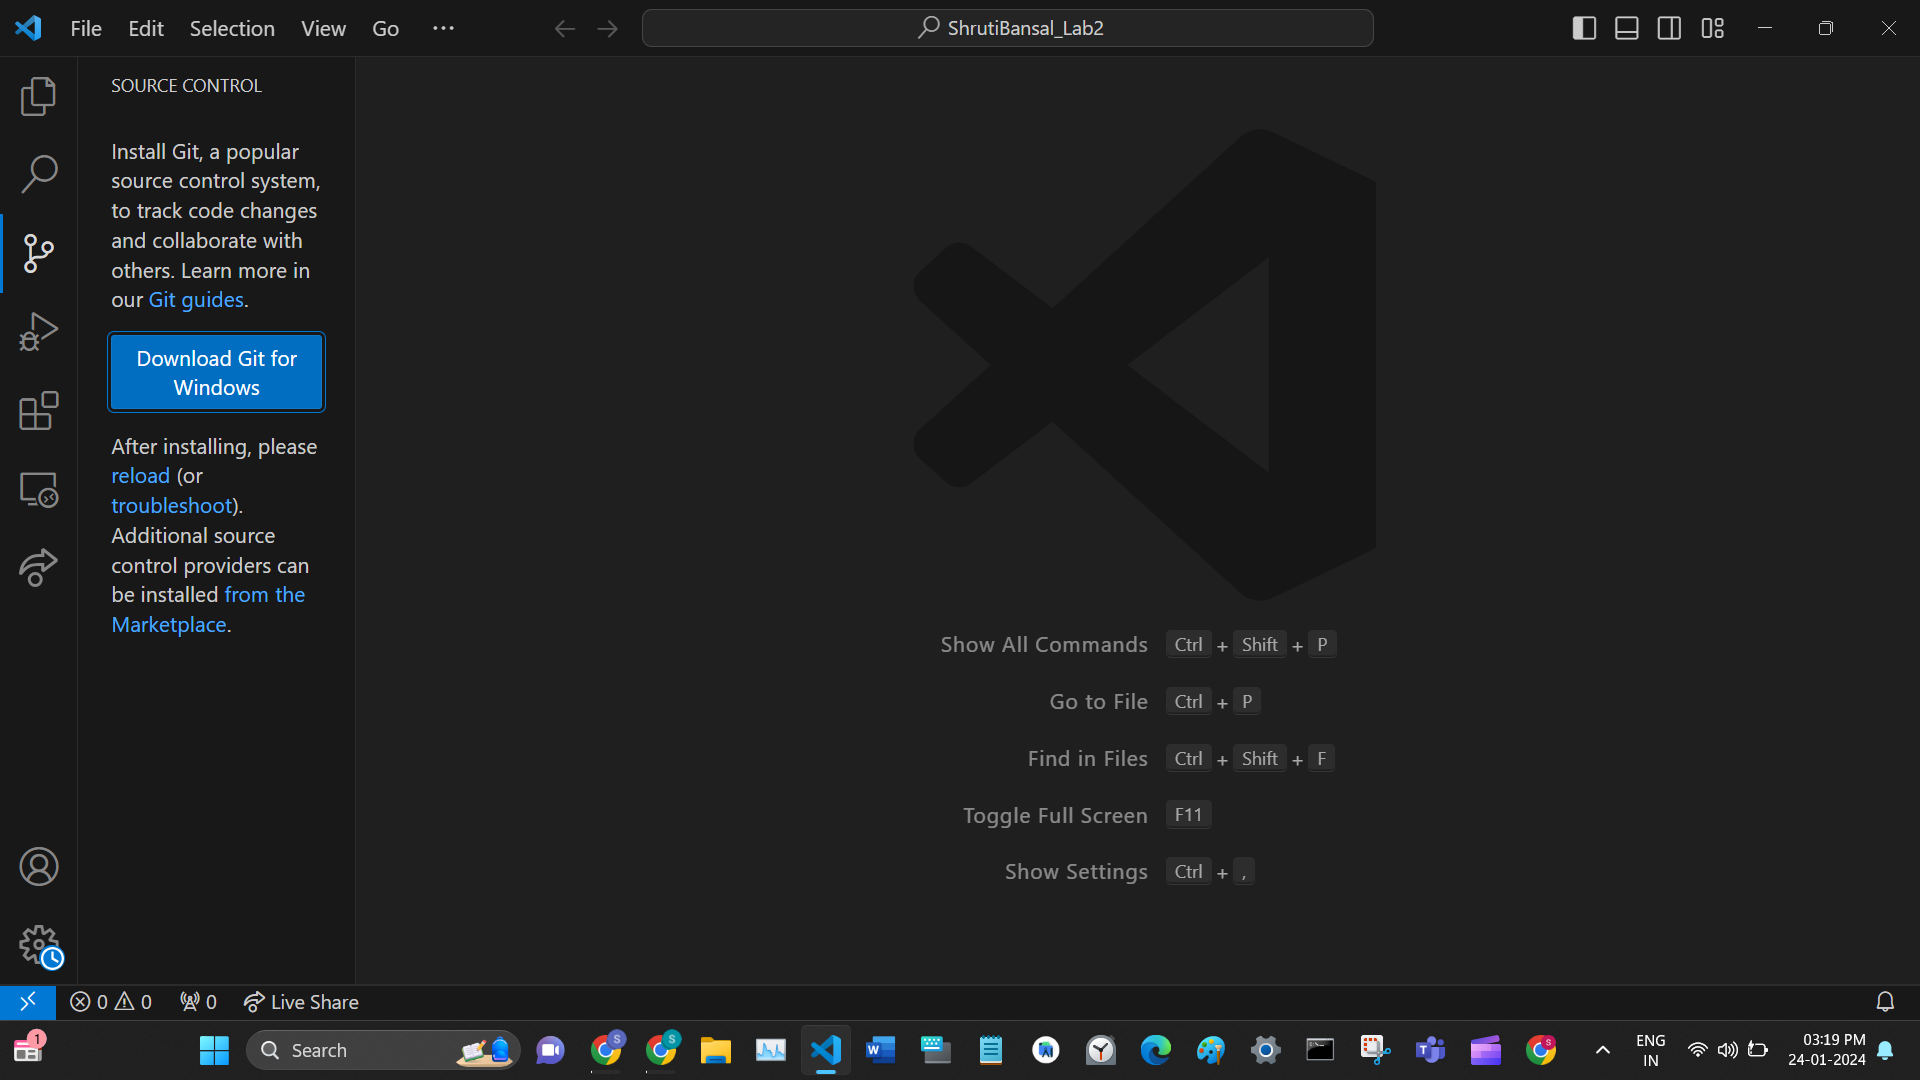 File Edit Selection View Go ···
ShrutiBansal_Lab2
SOURCE CONTROL
Install Git, a popular
source control system,
to track code changes
and collaborate with
others. Learn more in
our Git guides.
Download Git for
Windows
After installing, please
reload (or
troubleshoot).
Additional source
control providers can
be installed from the
Marketplace.
Show All Commands Ctrl + Shift + P
Go to File Ctrl + P
Find in Files Ctrl + Shift + F
Toggle Full Screen F11
Show Settings Ctrl + ,
0 0 0 Live Share
1
Search
S
S
W
AI
T
S
ENG
IN
03:19 PM
24-01-2024